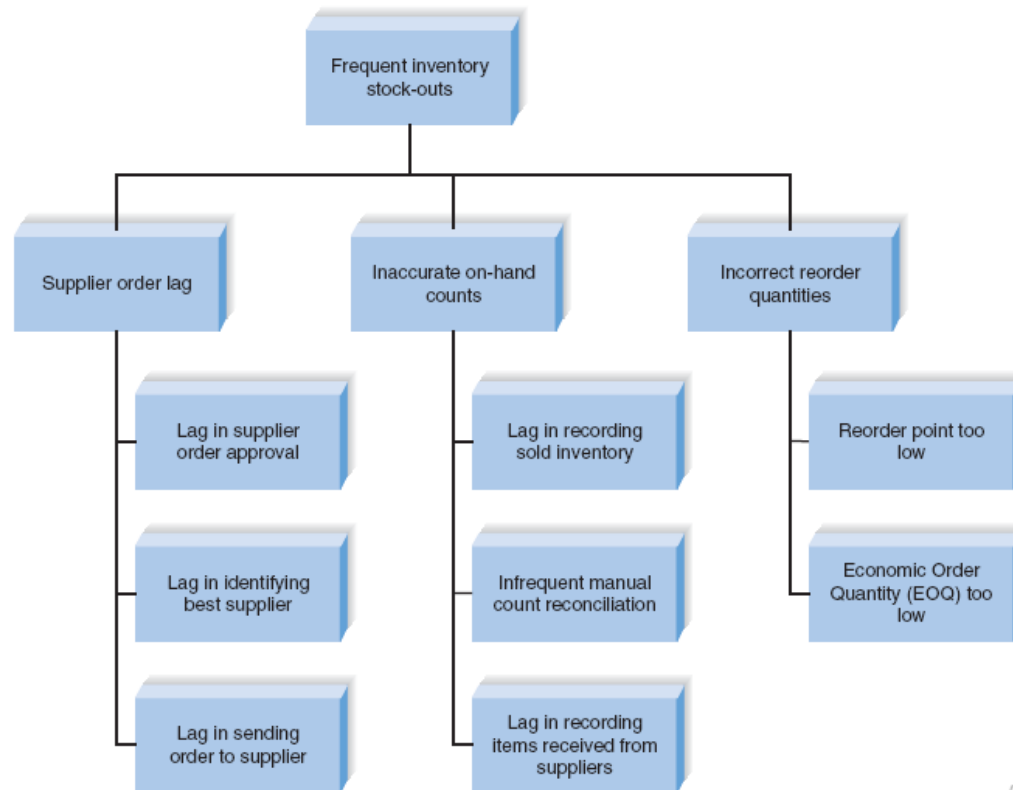 Frequent inventory
stock-outs
Supplier order lag
Inaccurate on-hand
counts
Incorrect reorder
quantities
Lag in supplier
order approval
Lag in recording
sold inventory
Reorder point too
low
Lag in identifying
best supplier
Infrequent manual
count reconciliation
Economic Order
Quantity (EOQ) too
low
Lag in sending
order to supplier
Lag in recording
items received from
suppliers